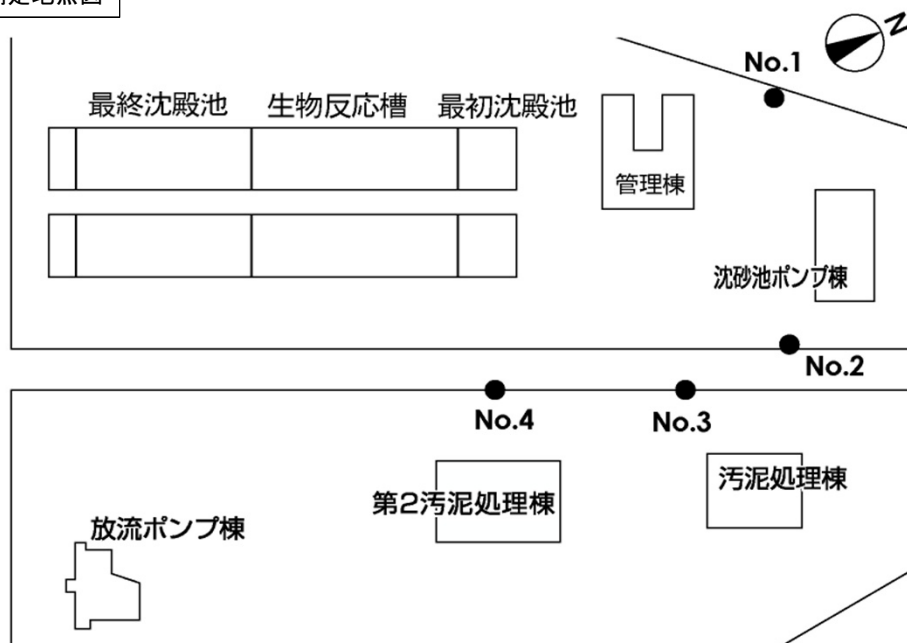 定地点図
N
No.1
最終沈殿池
生物反応槽
最初沈殿池
管理棟
沈砂池ポンプ棟
No.2
No.4
No.3
汚泥処理棟
第2汚泥処理棟
放流ポンプ棟